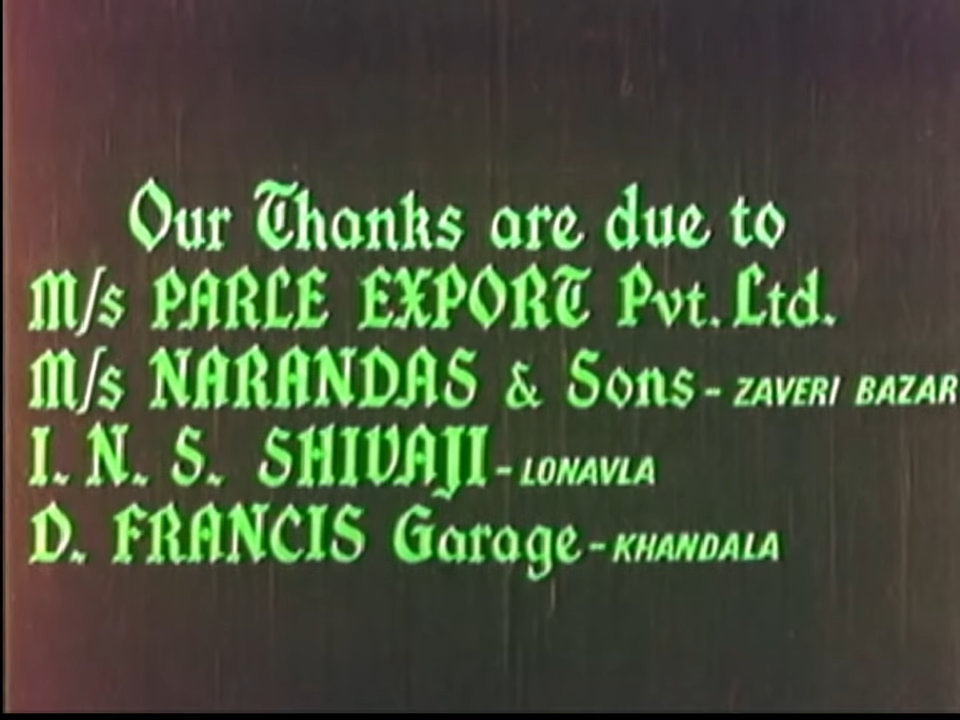 Our Thanks are due to
M/s PARLE EXPORT Pvt. Ltd.
M/s NARANDAS & Sons - ZAVERI BAZAR
I. N. S. SHIVAJI - LONAVLA
D. FRANCIS Garage - KHANDALA